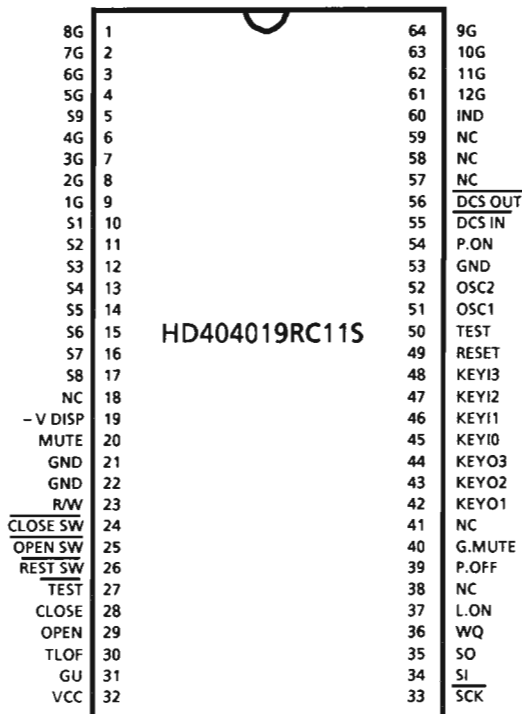 8G 1 64 9G
7G 2 63 10G
6G 3 62 11G
5G 4 61 12G
S9 5 60 IND
4G 6 59 NC
3G 7 58 NC
2G 8 57 NC
1G 9 56 DCS OUT
S1 10 55 DCS IN
S2 11 54 P.ON
S3 12 53 GND
S4 13 52 OSC2
S5 14 51 OSC1
S6 15 HD404019RC11S 50 TEST
S7 16 49 RESET
S8 17 48 KEYI3
NC 18 47 KEYI2
– V DISP 19 46 KEYI1
MUTE 20 45 KEYI0
GND 21 44 KEYO3
GND 22 43 KEYO2
R/W 23 42 KEYO1
CLOSE SW 24 41 NC
OPEN SW 25 40 G.MUTE
REST SW 26 39 P.OFF
TEST 27 38 NC
CLOSE 28 37 L.ON
OPEN 29 36 WQ
TLOF 30 35 SO
GU 31 34 SI
VCC 32 33 SCK